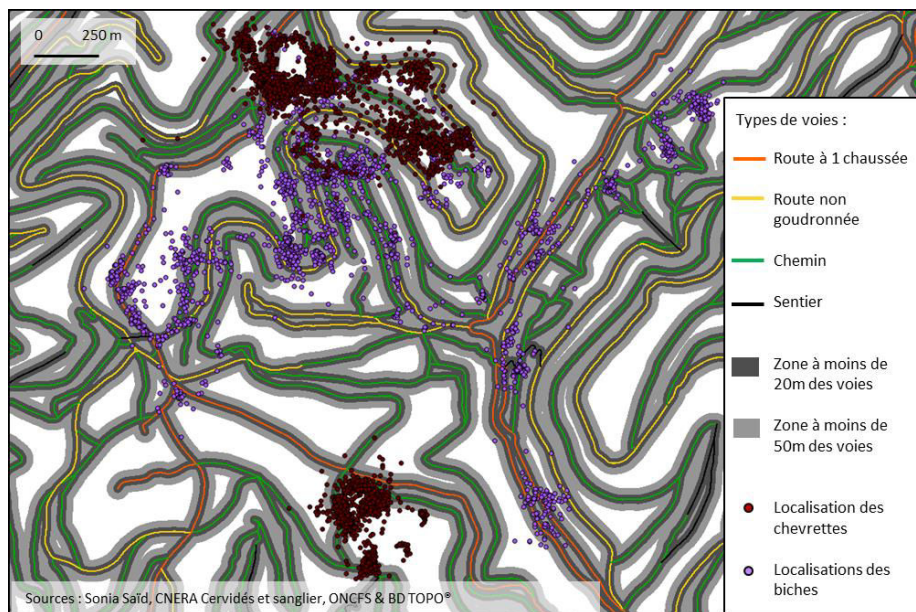 0 250 m
Types de voies :
Route à 1 chaussée
Route non
goudronnée
Chemin
Sentier
Zone à moins de
20m des voies
Zone à moins de
50m des voies
Localisation des
chevrettes
Localisations des
biches
Sources : Sonia Saïd, CNERA Cervidés et sanglier, ONCFS & BD TOPO®